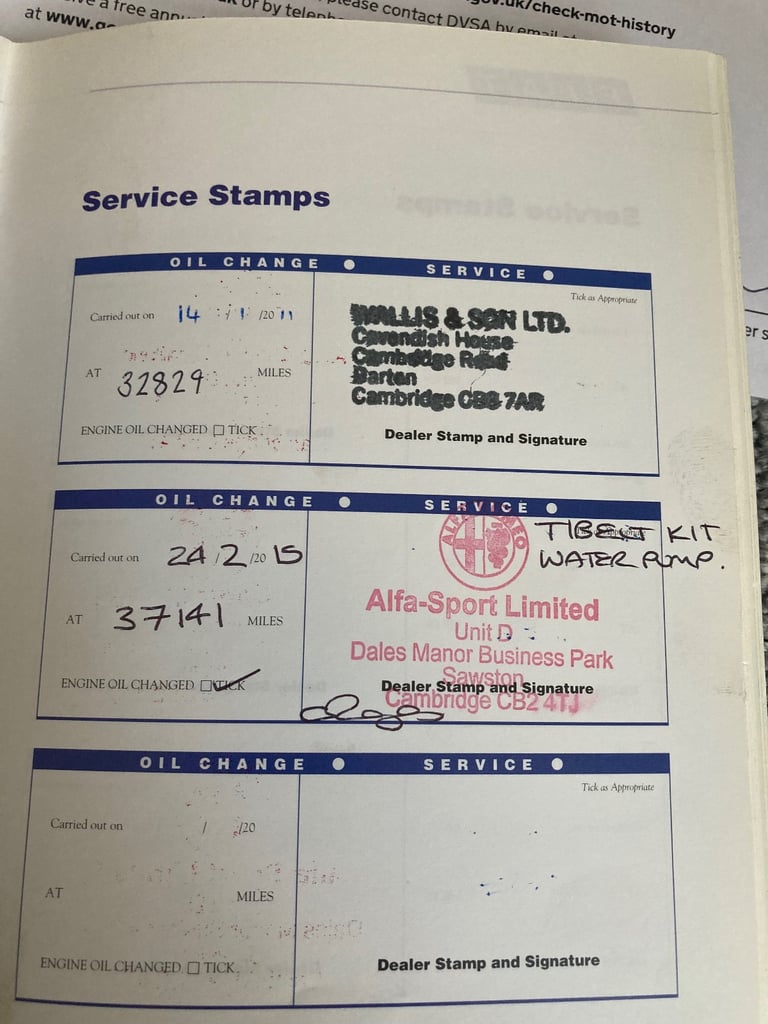 gov.uk/check-mot-history
a free
or by
please contact DVSA by email
at www.g
Service Stamps
OIL CHANGE SERVICE
Tick as Appropriate
Carried out on 14 /1 /20 11
AT 32829 MILES
ENGINE OIL CHANGED TICK
WALLIS & SON LTD.
Cavendish House
Cambridge Road
Barton
Cambridge CB3 7AR
Dealer Stamp and Signature
OIL CHANGE SERVICE
Carried out on 24/2/20 15
AT 37141 MILES
ENGINE OIL CHANGED TICK
ALFA ROMEO
KIT
WATER PUMP.
Alfa-Sport Limited
Unit D
Dales Manor Business Park
Sawston
Cambridge CB2 4TJ
Dealer Stamp and Signature
OIL CHANGE SERVICE
Tick as Appropriate
Carried out on / /20
AT MILES
ENGINE OIL CHANGED TICK
Dealer Stamp and Signature